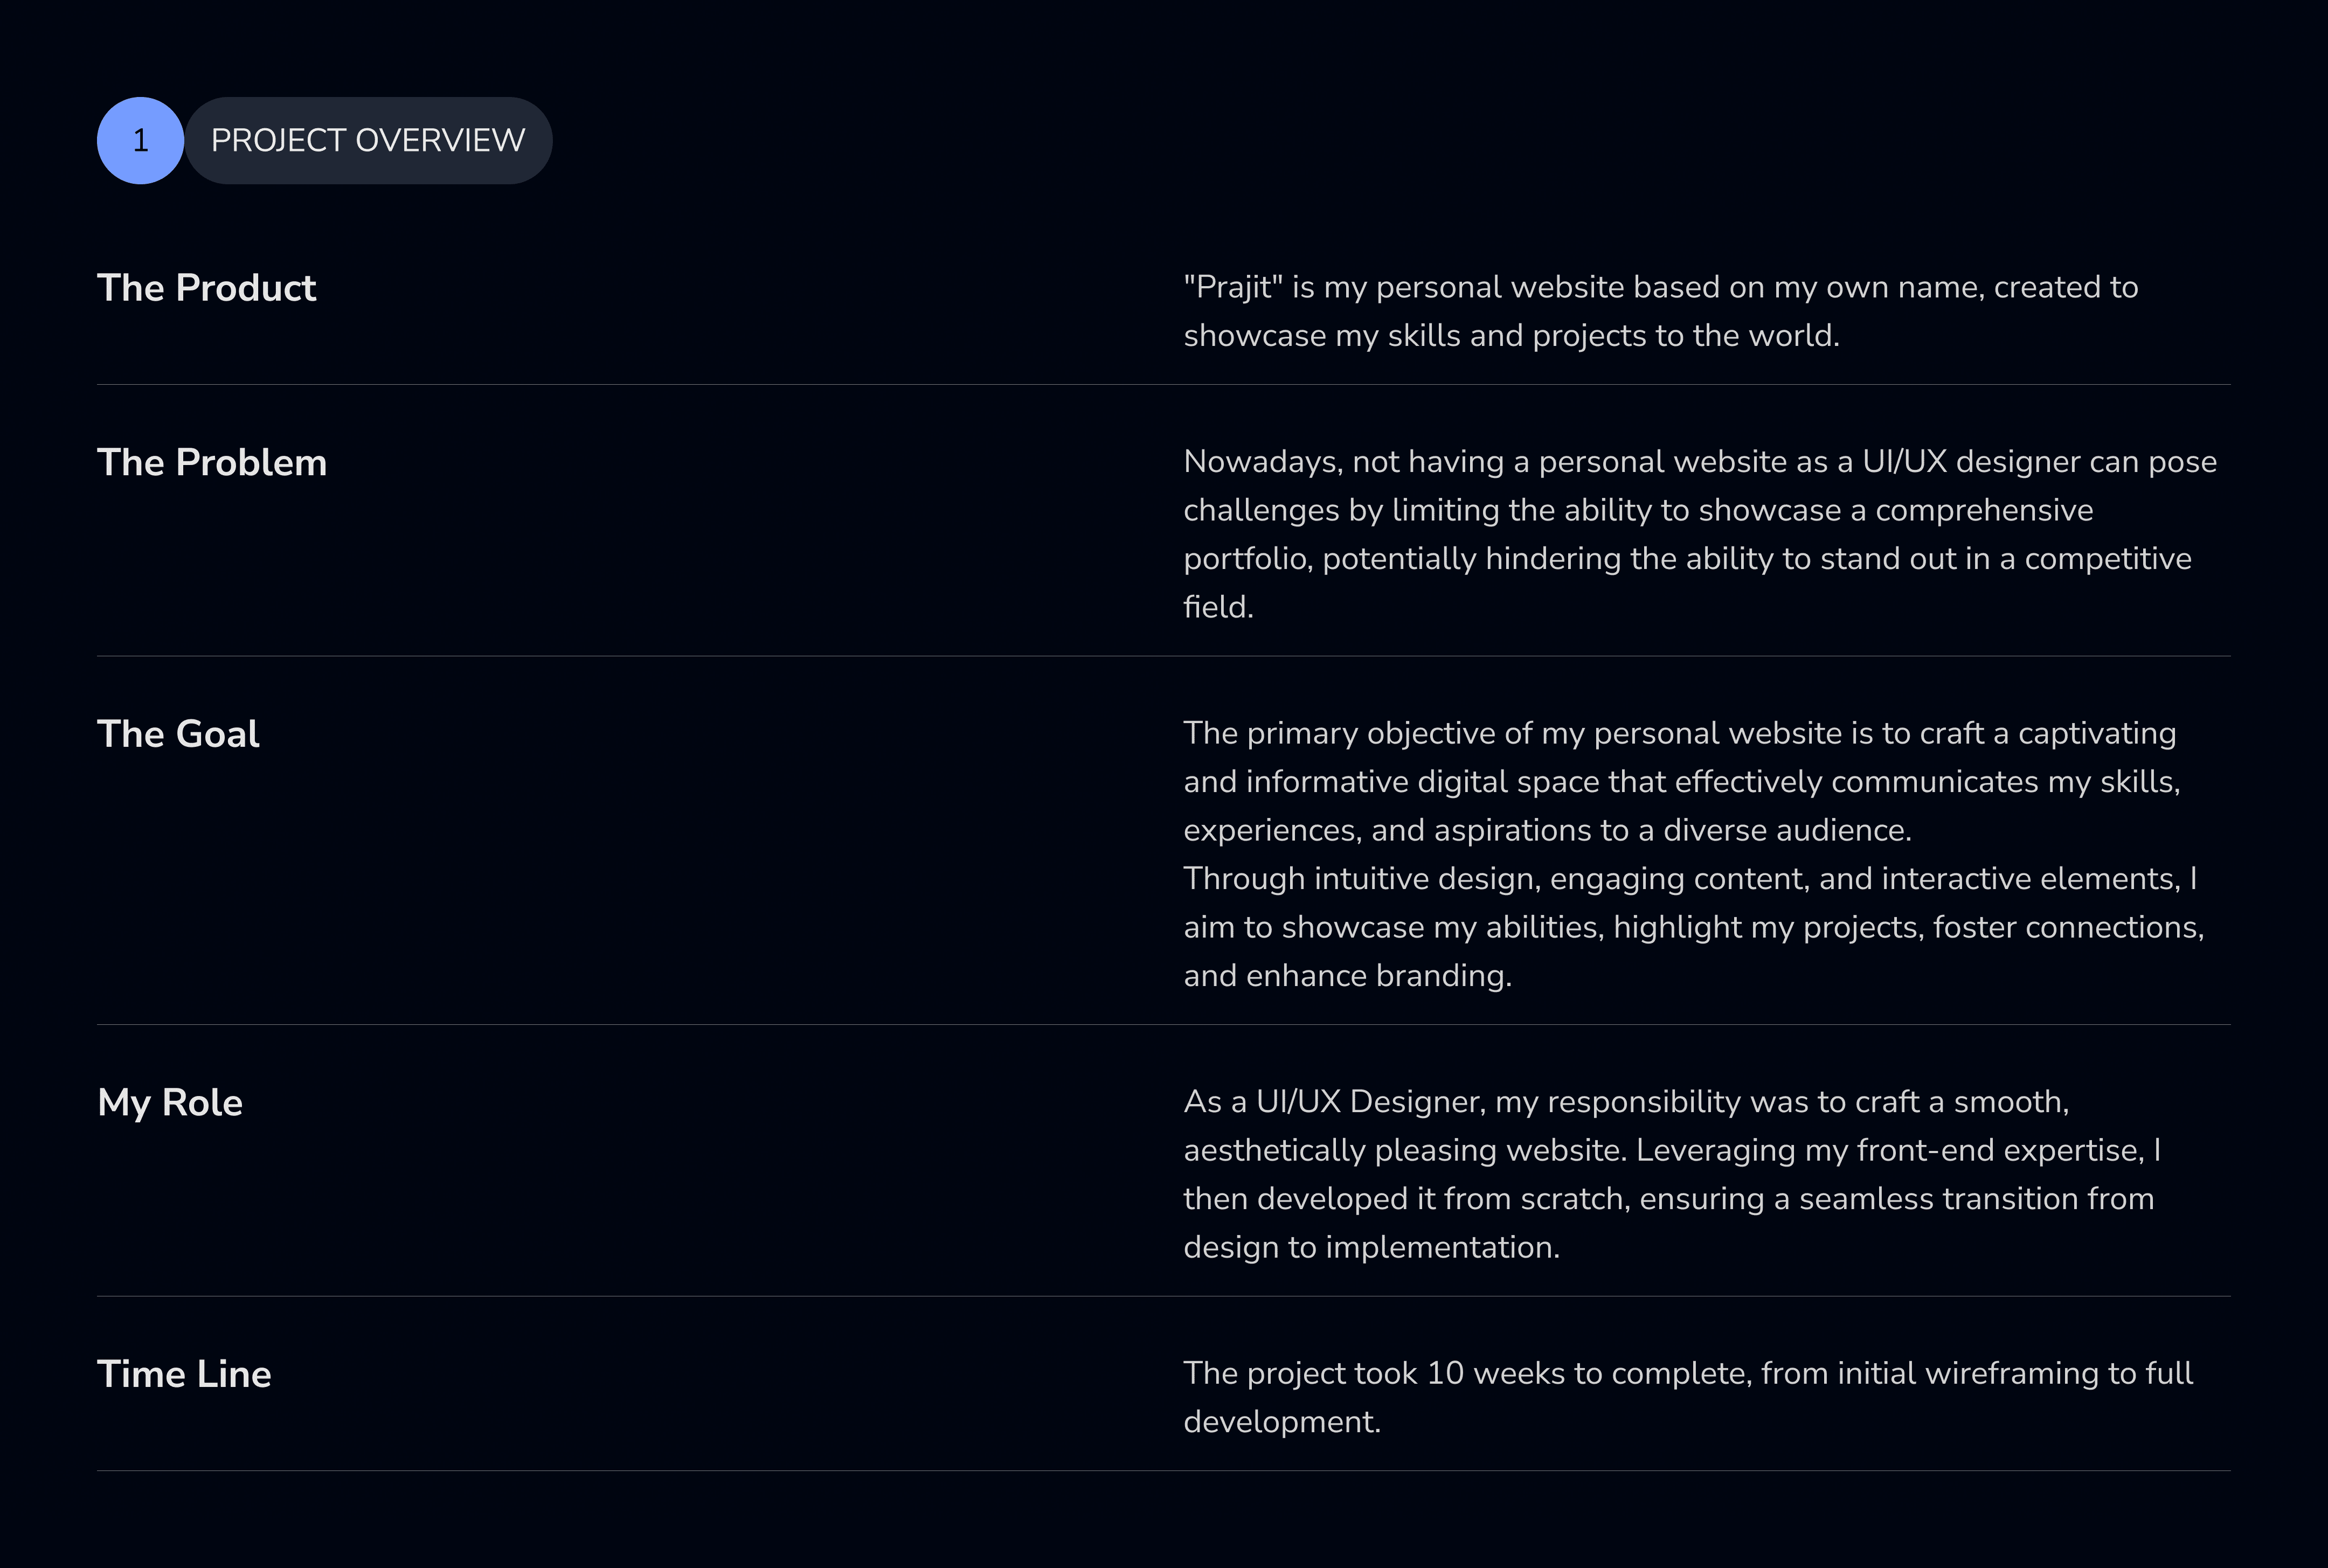 1 PROJECT OVERVIEW
The Product
"Prajit" is my personal website based on my own name, created to
showcase my skills and projects to the world.
The Problem
Nowadays, not having a personal website as a UI/UX designer can pose
challenges by limiting the ability to showcase a comprehensive
portfolio, potentially hindering the ability to stand out in a competitive
field.
The Goal
The primary objective of my personal website is to craft a captivating
and informative digital space that effectively communicates my skills,
experiences, and aspirations to a diverse audience.
Through intuitive design, engaging content, and interactive elements, I
aim to showcase my abilities, highlight my projects, foster connections,
and enhance branding.
My Role
As a UI/UX Designer, my responsibility was to craft a smooth,
aesthetically pleasing website. Leveraging my front-end expertise, I
then developed it from scratch, ensuring a seamless transition from
design to implementation.
Time Line
The project took 10 weeks to complete, from initial wireframing to full
development.